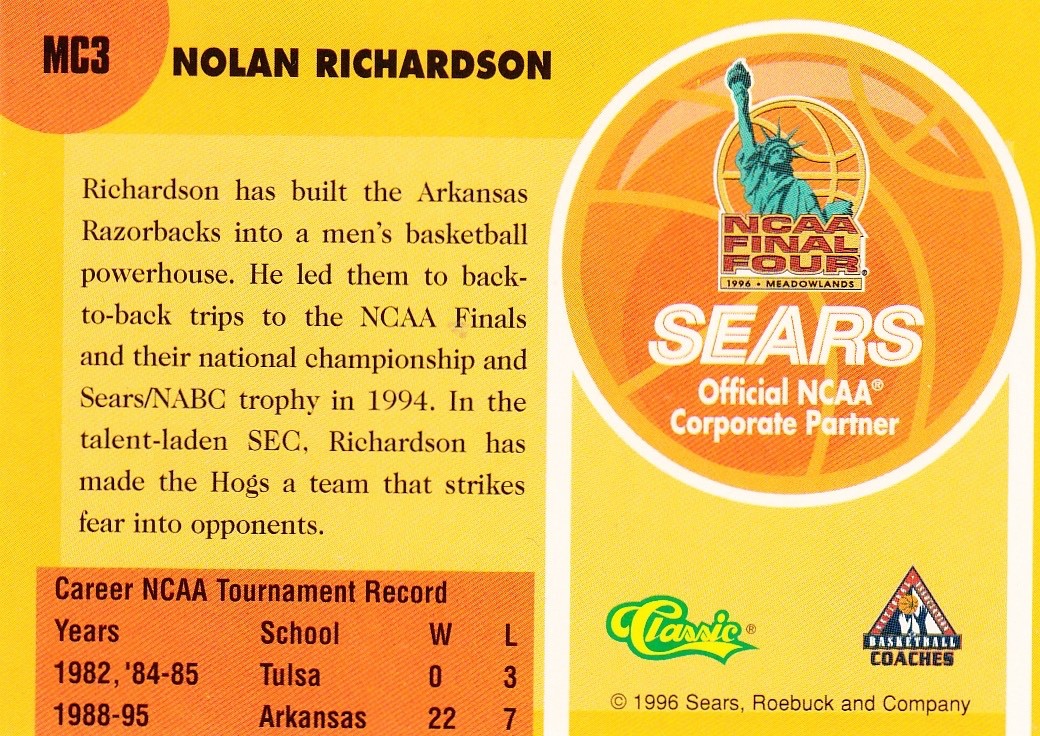 MC3
NOLAN RICHARDSON
Richardson has built the Arkansas
Razorbacks into a men's basketball
powerhouse. He led them to back-
to-back trips to the NCAA Finals
and their national championship and
Sears/NABC trophy in 1994. In the
talent-laden SEC, Richardson has
made the Hogs a team that strikes
fear into opponents.
Career NCAA Tournament Record
Years School W L
1982, '84-85 Tulsa 0 3
1988-95 Arkansas 22 7
NCAA
FINAL
FOUR®
1996 • MEADOWLANDS
SEARS
Official NCAA®
Corporate Partner
Classic®
BASKETBALL
COACHES
© 1996 Sears, Roebuck and Company